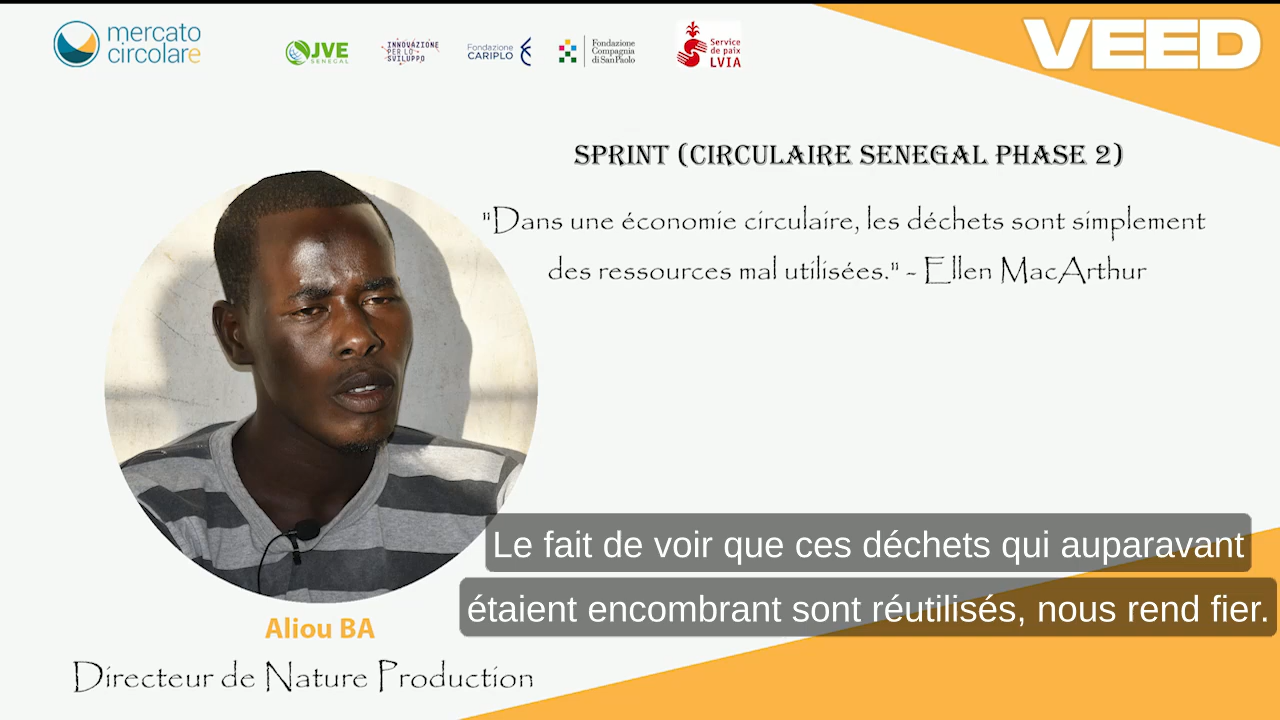 mercato
circolare
JVE
SENEGAL
INNOVAZIONE
PER LO
SVILUPPO
Fondazione
CARIPLO
Fondazione
Compagnia
di San Paolo
Service
de paix
LVIA
VEED
SPRINT (CIRCULAIRE SENEGAL PHASE 2)
"Dans une économie circulaire, les déchets sont simplement
des ressources mal utilisées." - Ellen MacArthur
Le fait de voir que ces déchets qui auparavant
étaient encombrant sont réutilisés, nous rend fier.
Aliou BA
Directeur de Nature Production